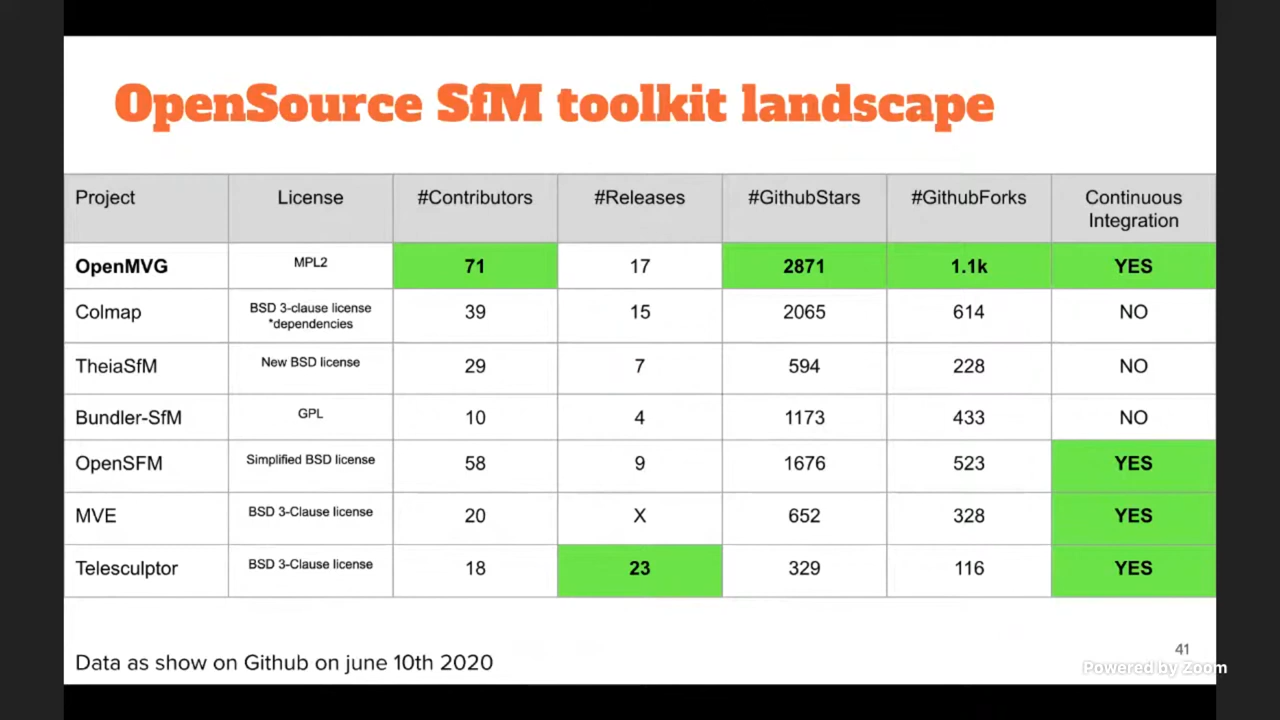 OpenSource SfM toolkit landscape
Project License #Contributors #Releases #GithubStars #GithubForks Continuous Integration
OpenMVG MPL2 71 17 2871 1.1k YES
Colmap BSD 3-clause license *dependencies 39 15 2065 614 NO
TheiaSfM New BSD license 29 7 594 228 NO
Bundler-SfM GPL 10 4 1173 433 NO
OpenSFM Simplified BSD license 58 9 1676 523 YES
MVE BSD 3-Clause license 20 X 652 328 YES
Telesculptor BSD 3-Clause license 18 23 329 116 YES
Data as show on Github on june 10th 2020
41
Powered by Zoom